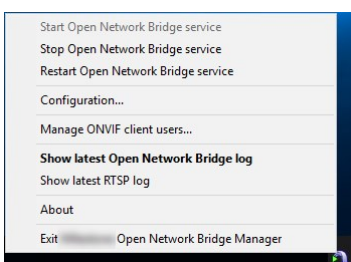 Start Open Network Bridge service
Stop Open Network Bridge service
Restart Open Network Bridge service
Configuration...
Manage ONVIF client users...
Show latest Open Network Bridge log
Show latest RTSP log
About
Exit Open Network Bridge Manager